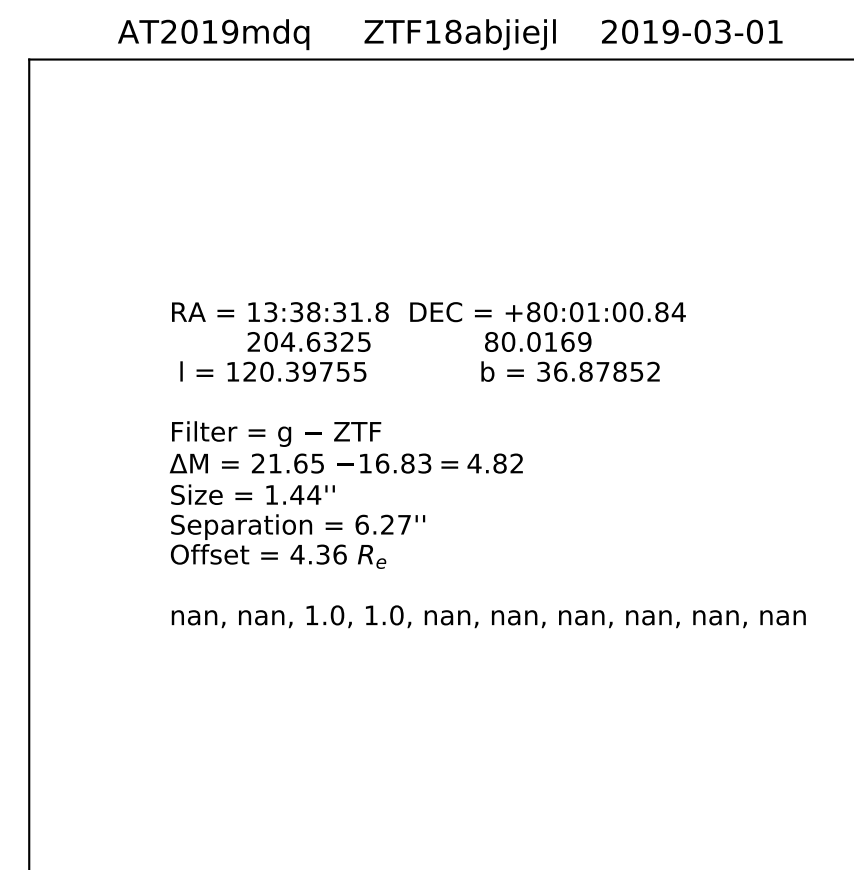 AT2019mdq ZTF18abjiejl 2019-03-01
RA = 13:38:31.8 DEC = +80:01:00.84
204.6325 80.0169
l = 120.39755 b = 36.87852
Filter = g − ZTF
ΔM = 21.65 −16.83 = 4.82
Size = 1.44''
Separation = 6.27''
Offset = 4.36 Re
nan, nan, 1.0, 1.0, nan, nan, nan, nan, nan, nan